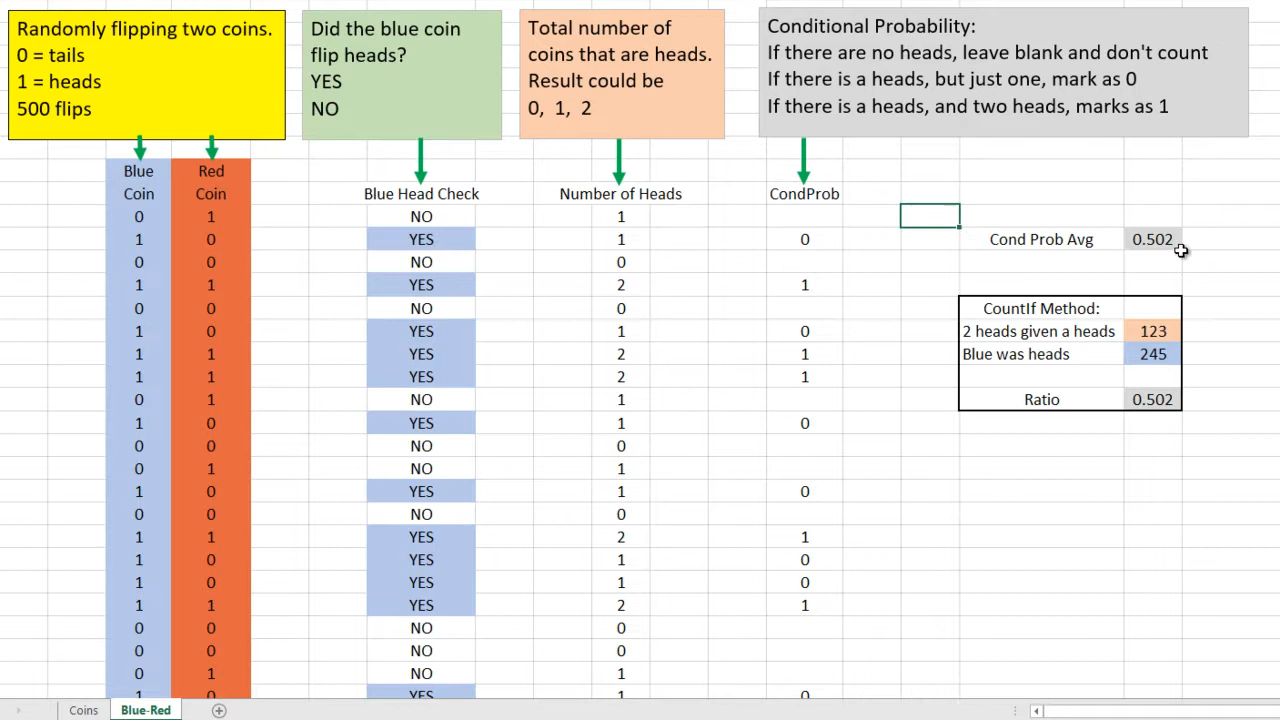 Randomly flipping two coins.
0 = tails
1 = heads
500 flips
Did the blue coin
flip heads?
YES
NO
Total number of
coins that are heads.
Result could be
0, 1, 2
Conditional Probability:
If there are no heads, leave blank and don't count
If there is a heads, but just one, mark as 0
If there is a heads, and two heads, marks as 1
Blue Red
Coin Coin Blue Head Check Number of Heads CondProb
0 1 NO 1
1 0 YES 1 0 Cond Prob Avg 0.502
0 0 NO 0
1 1 YES 2 1
0 0 NO 0 CountIf Method:
1 0 YES 1 0 2 heads given a heads 123
1 1 YES 2 1 Blue was heads 245
1 1 YES 2 1
0 1 NO 1 Ratio 0.502
1 0 YES 1 0
0 0 NO 0
0 1 NO 1
1 0 YES 1 0
0 0 NO 0
1 1 YES 2 1
1 0 YES 1 0
1 0 YES 1 0
1 1 YES 2 1
0 0 NO 0
0 0 NO 0
0 1 NO 1
1 0 YES 1 0
Coins Blue-Red